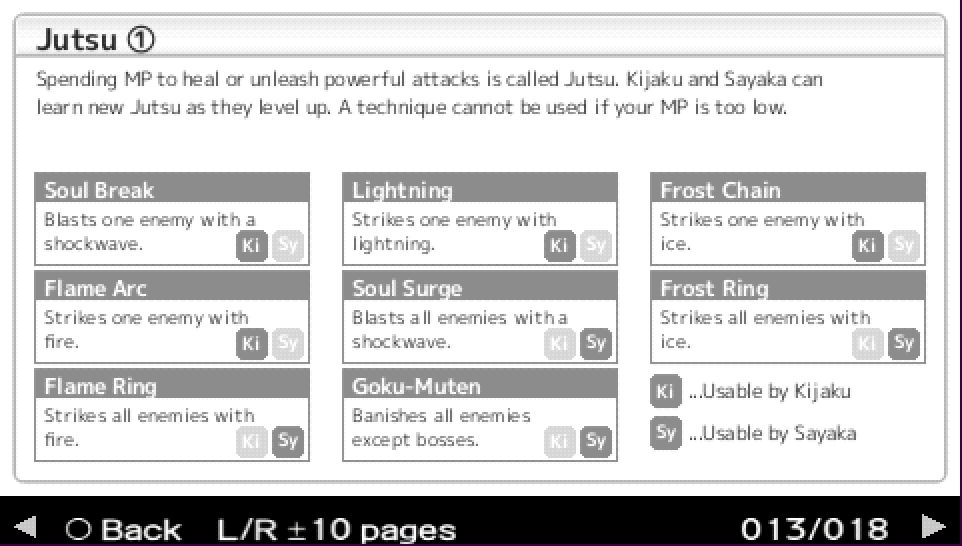 Jutsu ①
Spending MP to heal or unleash powerful attacks is called Jutsu. Kijaku and Sayaka can
learn new Jutsu as they level up. A technique cannot be used if your MP is too low.
Soul Break
Blasts one enemy with a
shockwave.
Ki Sy
Lightning
Strikes one enemy with
lightning.
Ki Sy
Frost Chain
Strikes one enemy with
ice.
Ki Sy
Flame Arc
Strikes one enemy with
fire.
Ki Sy
Soul Surge
Blasts all enemies with a
shockwave.
Ki Sy
Frost Ring
Strikes all enemies with
ice.
Ki Sy
Flame Ring
Strikes all enemies with
fire.
Ki Sy
Goku-Muten
Banishes all enemies
except bosses.
Ki Sy
Ki ...Usable by Kijaku
Sy ...Usable by Sayaka
◀ ○ Back L/R ±10 pages 013/018 ▶